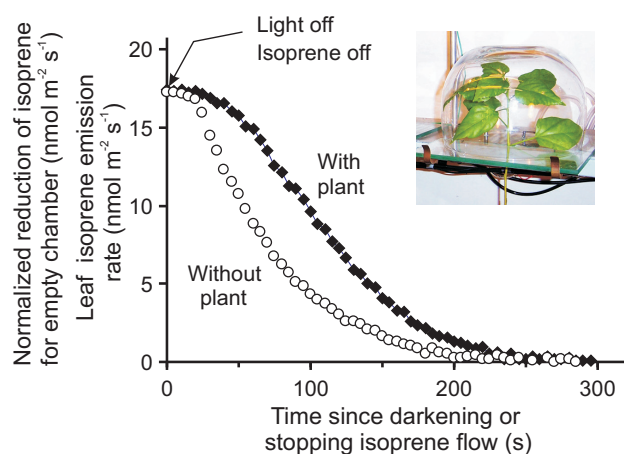 Light off
Isoprene off
Normalized reduction of isoprene
for empty chamber (nmol m⁻² s⁻¹)
Leaf isoprene emission
rate (nmol m⁻² s⁻¹)
20
15
10
5
0
With
plant
Without
plant
0 100 200 300
Time since darkening or
stopping isoprene flow (s)